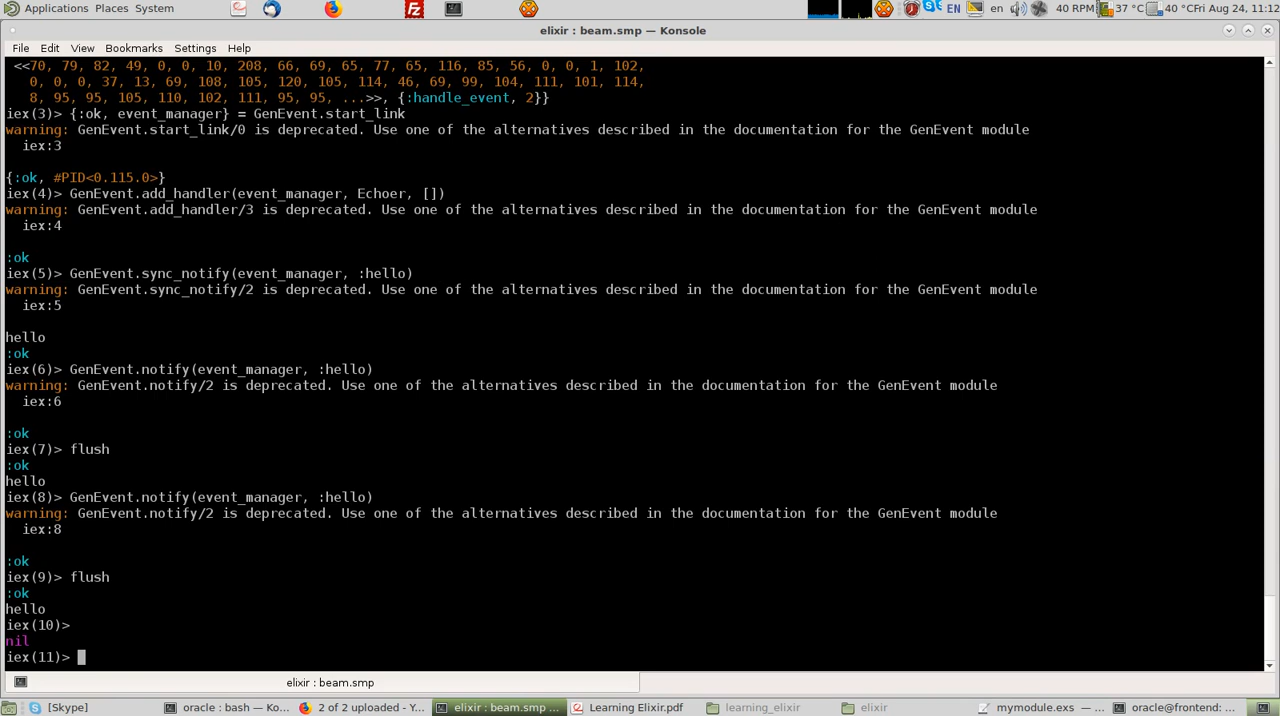 Applications Places System
EN
en
40 RPM
37 °C
40 °C
Fri Aug 24, 11:12
elixir : beam.smp — Konsole
File Edit View Bookmarks Settings Help
<<70, 79, 82, 49, 0, 0, 10, 208, 66, 69, 65, 77, 65, 116, 85, 56, 0, 0, 1, 102,
0, 0, 0, 37, 13, 69, 108, 105, 120, 105, 114, 46, 69, 99, 104, 111, 101, 114,
8, 95, 95, 105, 110, 102, 111, 95, 95, ...>>, {:handle_event, 2}}
iex(3)> {:ok, event_manager} = GenEvent.start_link
warning: GenEvent.start_link/0 is deprecated. Use one of the alternatives described in the documentation for the GenEvent module
iex:3
{:ok, #PID<0.115.0>}
iex(4)> GenEvent.add_handler(event_manager, Echoer, [])
warning: GenEvent.add_handler/3 is deprecated. Use one of the alternatives described in the documentation for the GenEvent module
iex:4
:ok
iex(5)> GenEvent.sync_notify(event_manager, :hello)
warning: GenEvent.sync_notify/2 is deprecated. Use one of the alternatives described in the documentation for the GenEvent module
iex:5
hello
:ok
iex(6)> GenEvent.notify(event_manager, :hello)
warning: GenEvent.notify/2 is deprecated. Use one of the alternatives described in the documentation for the GenEvent module
iex:6
:ok
iex(7)> flush
:ok
hello
iex(8)> GenEvent.notify(event_manager, :hello)
warning: GenEvent.notify/2 is deprecated. Use one of the alternatives described in the documentation for the GenEvent module
iex:8
:ok
iex(9)> flush
:ok
hello
iex(10)>
nil
iex(11)>
elixir : beam.smp
[Skype]
oracle : bash — Ko...
2 of 2 uploaded - Y...
elixir : beam.smp ...
Learning Elixir.pdf
learning_elixir
elixir
mymodule.exs — ...
oracle@frontend: ...